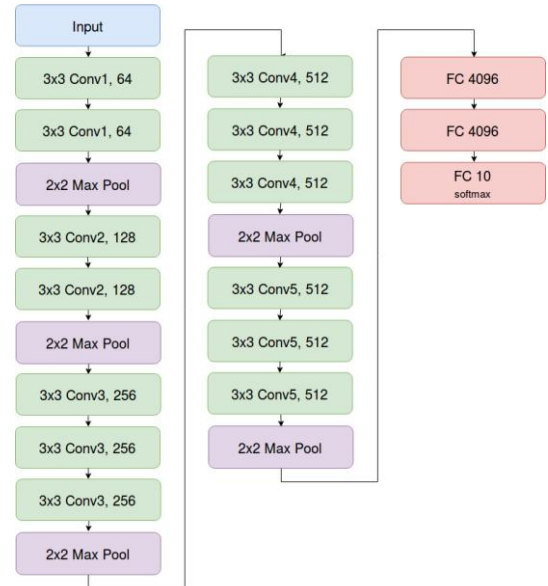 Input
3x3 Conv1, 64
3x3 Conv1, 64
2x2 Max Pool
3x3 Conv2, 128
3x3 Conv2, 128
2x2 Max Pool
3x3 Conv3, 256
3x3 Conv3, 256
3x3 Conv3, 256
2x2 Max Pool
3x3 Conv4, 512
3x3 Conv4, 512
3x3 Conv4, 512
2x2 Max Pool
3x3 Conv5, 512
3x3 Conv5, 512
3x3 Conv5, 512
2x2 Max Pool
FC 4096
FC 4096
FC 10
softmax